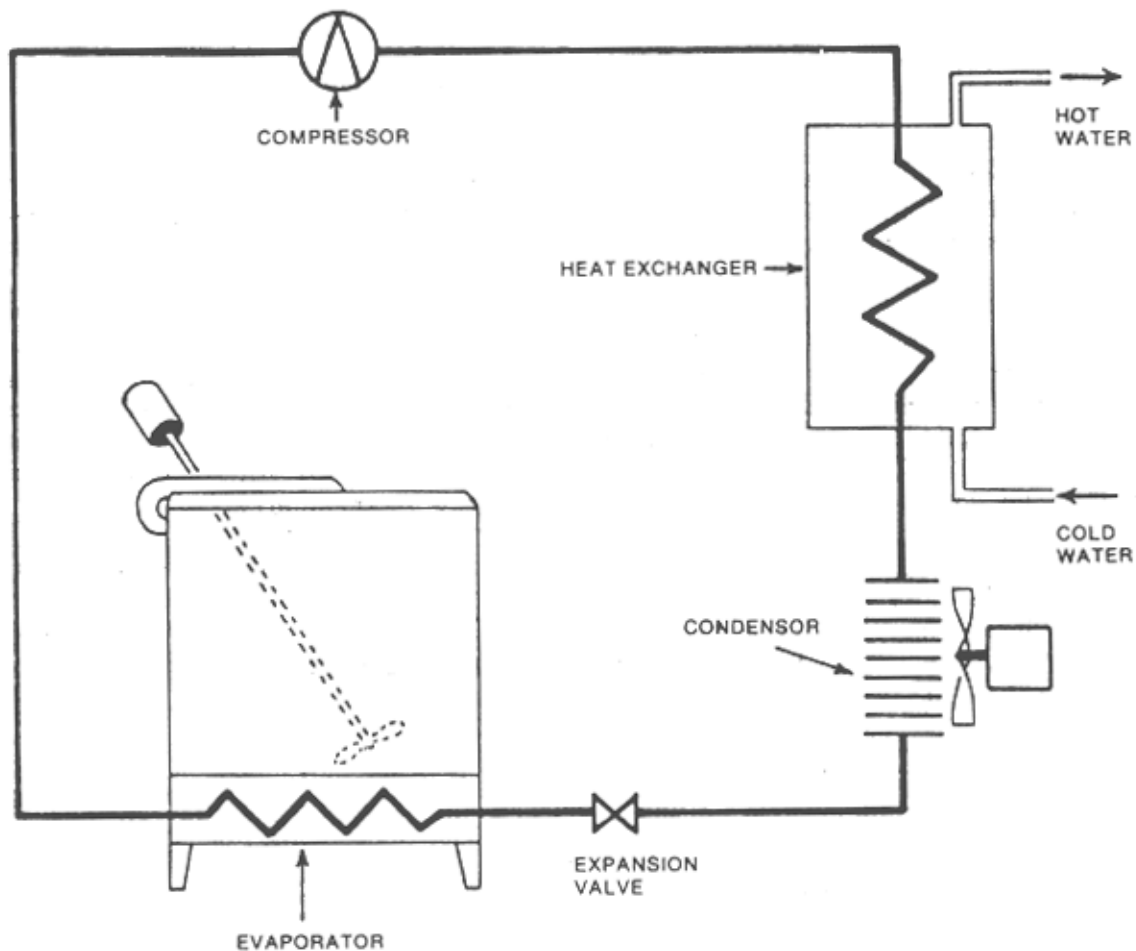 COMPRESSOR
HOT
WATER
HEAT EXCHANGER
COLD
WATER
CONDENSOR
EXPANSION
VALVE
EVAPORATOR